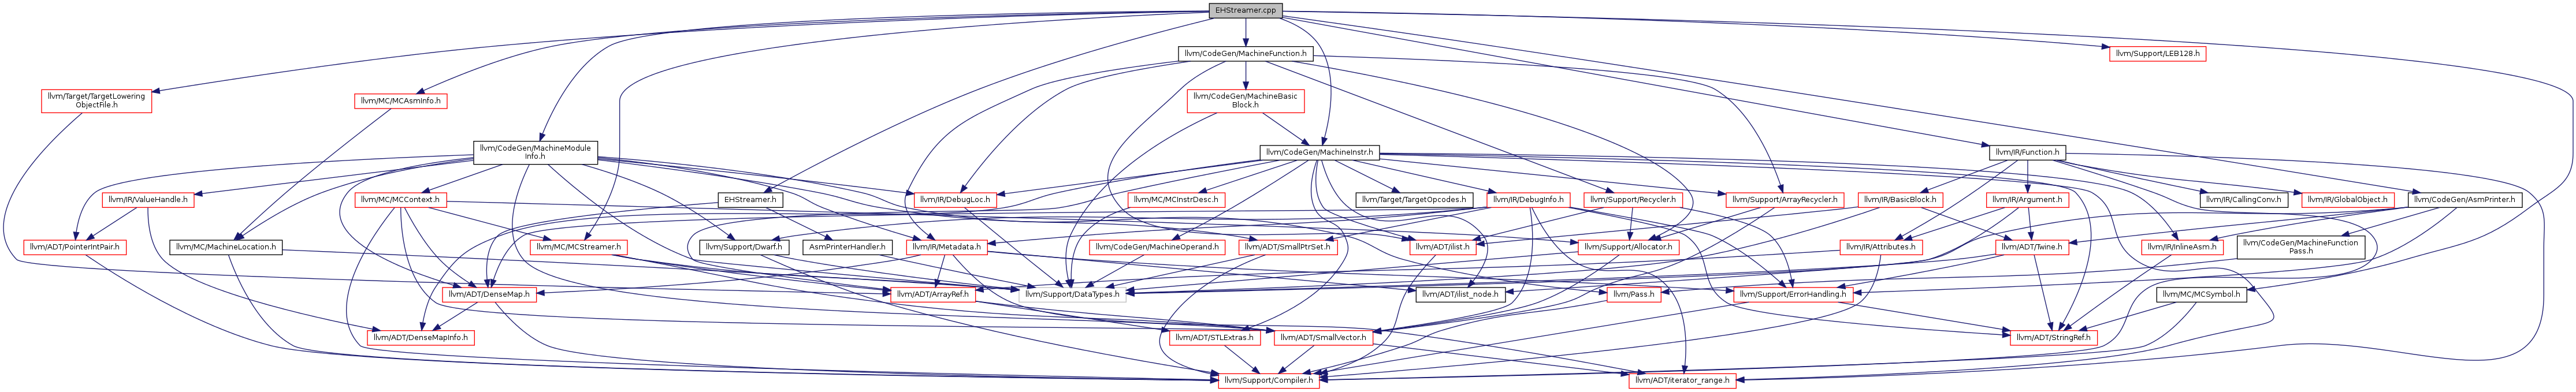 EHStreamer.cpp
llvm/CodeGen/MachineFunction.h
llvm/Support/LEB128.h
llvm/Target/TargetLowering
ObjectFile.h
llvm/MC/MCAsmInfo.h
llvm/CodeGen/MachineBasic
Block.h
llvm/CodeGen/MachineModule
Info.h
llvm/CodeGen/MachineInstr.h
llvm/IR/Function.h
llvm/IR/ValueHandle.h
llvm/MC/MCContext.h
EHStreamer.h
llvm/IR/DebugLoc.h
llvm/MC/MCInstrDesc.h
llvm/Target/TargetOpcodes.h
llvm/IR/DebugInfo.h
llvm/Support/Recycler.h
llvm/Support/ArrayRecycler.h
llvm/IR/BasicBlock.h
llvm/IR/Argument.h
llvm/IR/CallingConv.h
llvm/IR/GlobalObject.h
llvm/CodeGen/AsmPrinter.h
llvm/ADT/PointerIntPair.h
llvm/MC/MachineLocation.h
llvm/MC/MCStreamer.h
llvm/Support/Dwarf.h
AsmPrinterHandler.h
llvm/IR/Metadata.h
llvm/CodeGen/MachineOperand.h
llvm/ADT/SmallPtrSet.h
llvm/ADT/ilist.h
llvm/Support/Allocator.h
llvm/IR/Attributes.h
llvm/ADT/Twine.h
llvm/IR/InlineAsm.h
llvm/CodeGen/MachineFunction
Pass.h
llvm/ADT/DenseMap.h
llvm/ADT/ArrayRef.h
llvm/Support/DataTypes.h
llvm/ADT/ilist_node.h
llvm/Pass.h
llvm/Support/ErrorHandling.h
llvm/MC/MCSymbol.h
llvm/ADT/DenseMapInfo.h
llvm/ADT/STLExtras.h
llvm/ADT/SmallVector.h
llvm/ADT/StringRef.h
llvm/Support/Compiler.h
llvm/ADT/iterator_range.h